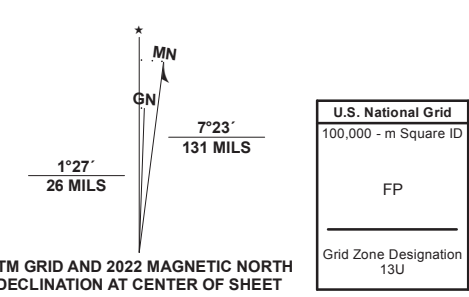 ★
MN
GN
7°23´
131 MILS
1°27´
26 MILS
TM GRID AND 2022 MAGNETIC NORTH
DECLINATION AT CENTER OF SHEET
U.S. National Grid
100,000 - m Square ID
FP
Grid Zone Designation
13U